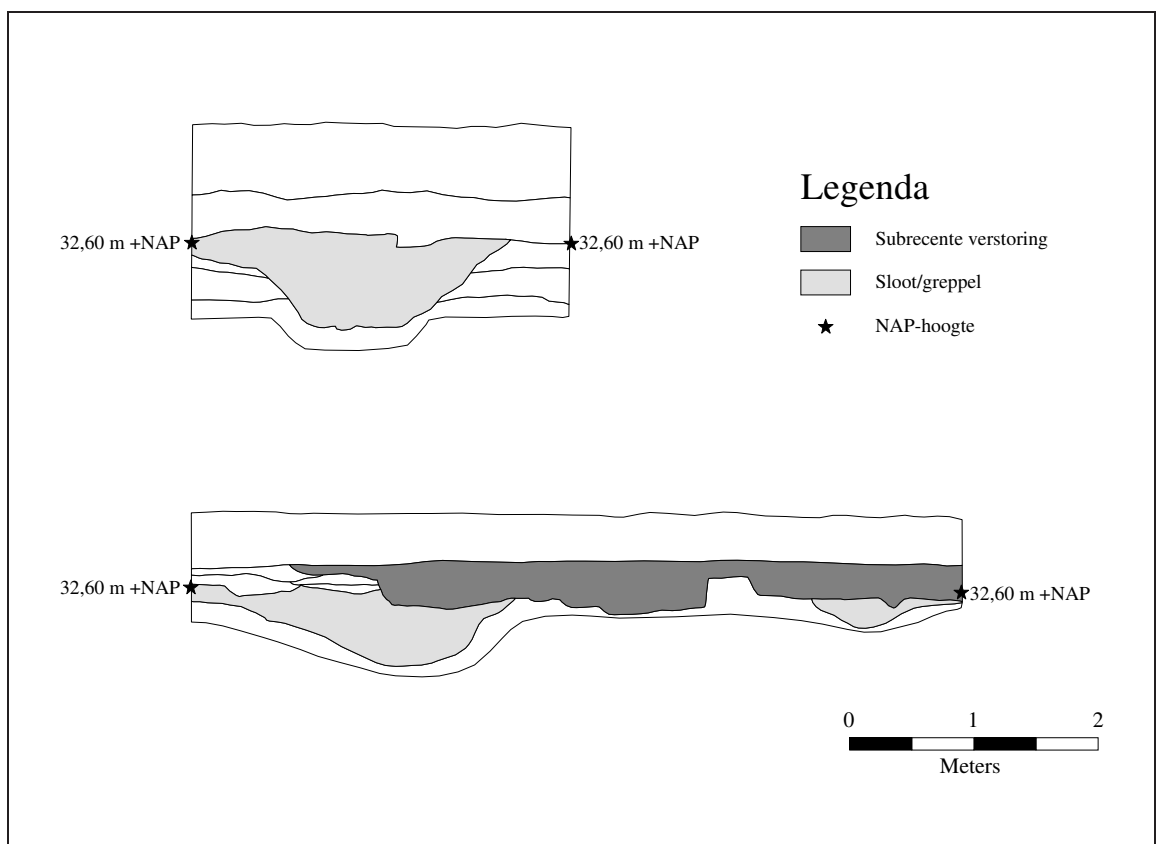 Legenda
32,60 m +NAP
32,60 m +NAP
Subrecente verstoring
Sloot/greppel
NAP-hoogte
32,60 m +NAP
32,60 m +NAP
0 1 2
Meters